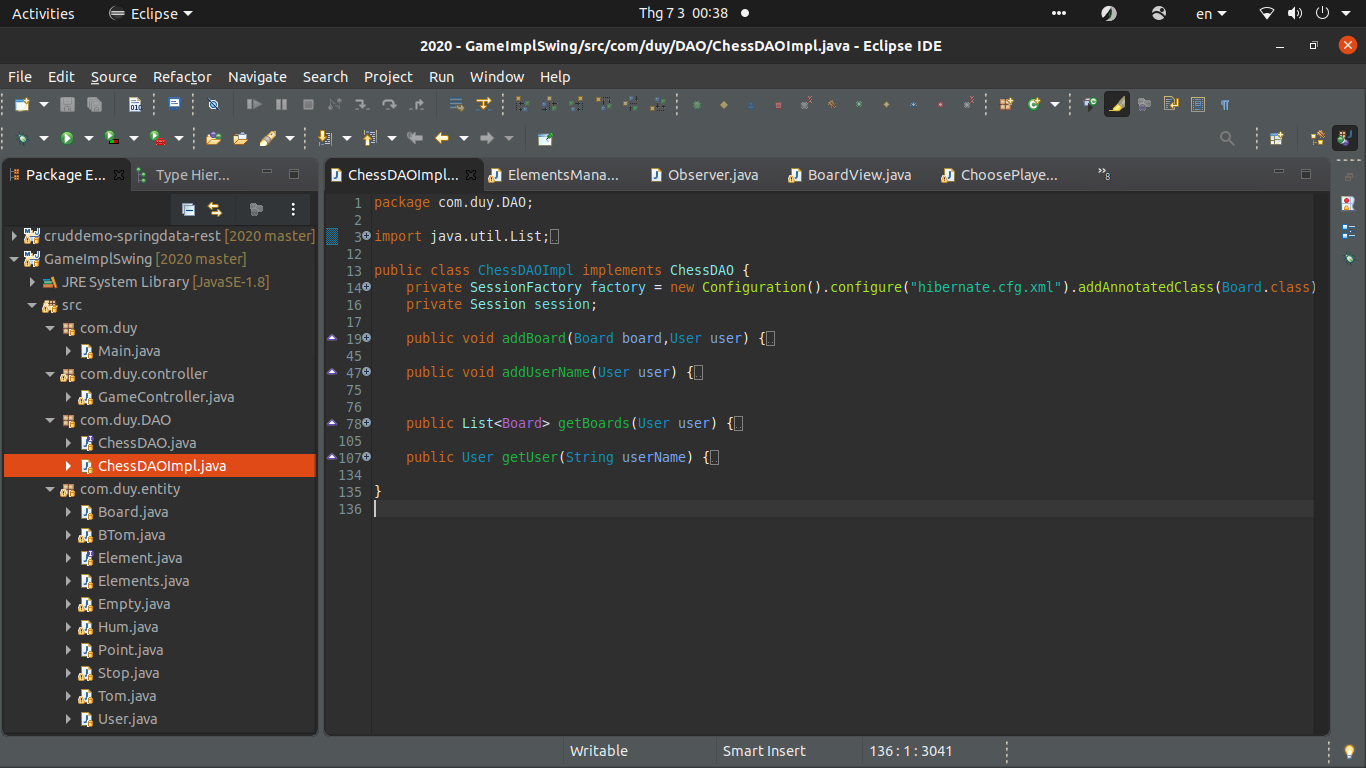 Activities Eclipse Thg 7 3 00:38 en
2020 - GameImplSwing/src/com/duy/DAO/ChessDAOImpl.java - Eclipse IDE
File Edit Source Refactor Navigate Search Project Run Window Help
Package E... Type Hier... ChessDAOImpl... ElementsMana... Observer.java BoardView.java ChoosePlaye... »8
cruddemo-springdata-rest [2020 master]
GameImplSwing [2020 master]
JRE System Library [JavaSE-1.8]
src
com.duy
Main.java
com.duy.controller
GameController.java
com.duy.DAO
ChessDAO.java
ChessDAOImpl.java
com.duy.entity
Board.java
BTom.java
Element.java
Elements.java
Empty.java
Hum.java
Point.java
Stop.java
Tom.java
User.java
1 package com.duy.DAO;
2
3 import java.util.List;
12
13 public class ChessDAOImpl implements ChessDAO {
14 private SessionFactory factory = new Configuration().configure("hibernate.cfg.xml").addAnnotatedClass(Board.class)
16 private Session session;
17
19 public void addBoard(Board board,User user) {
45
47 public void addUserName(User user) {
75
76
78 public List<Board> getBoards(User user) {
105
107 public User getUser(String userName) {
134
135 }
136
Writable Smart Insert 136 : 1 : 3041